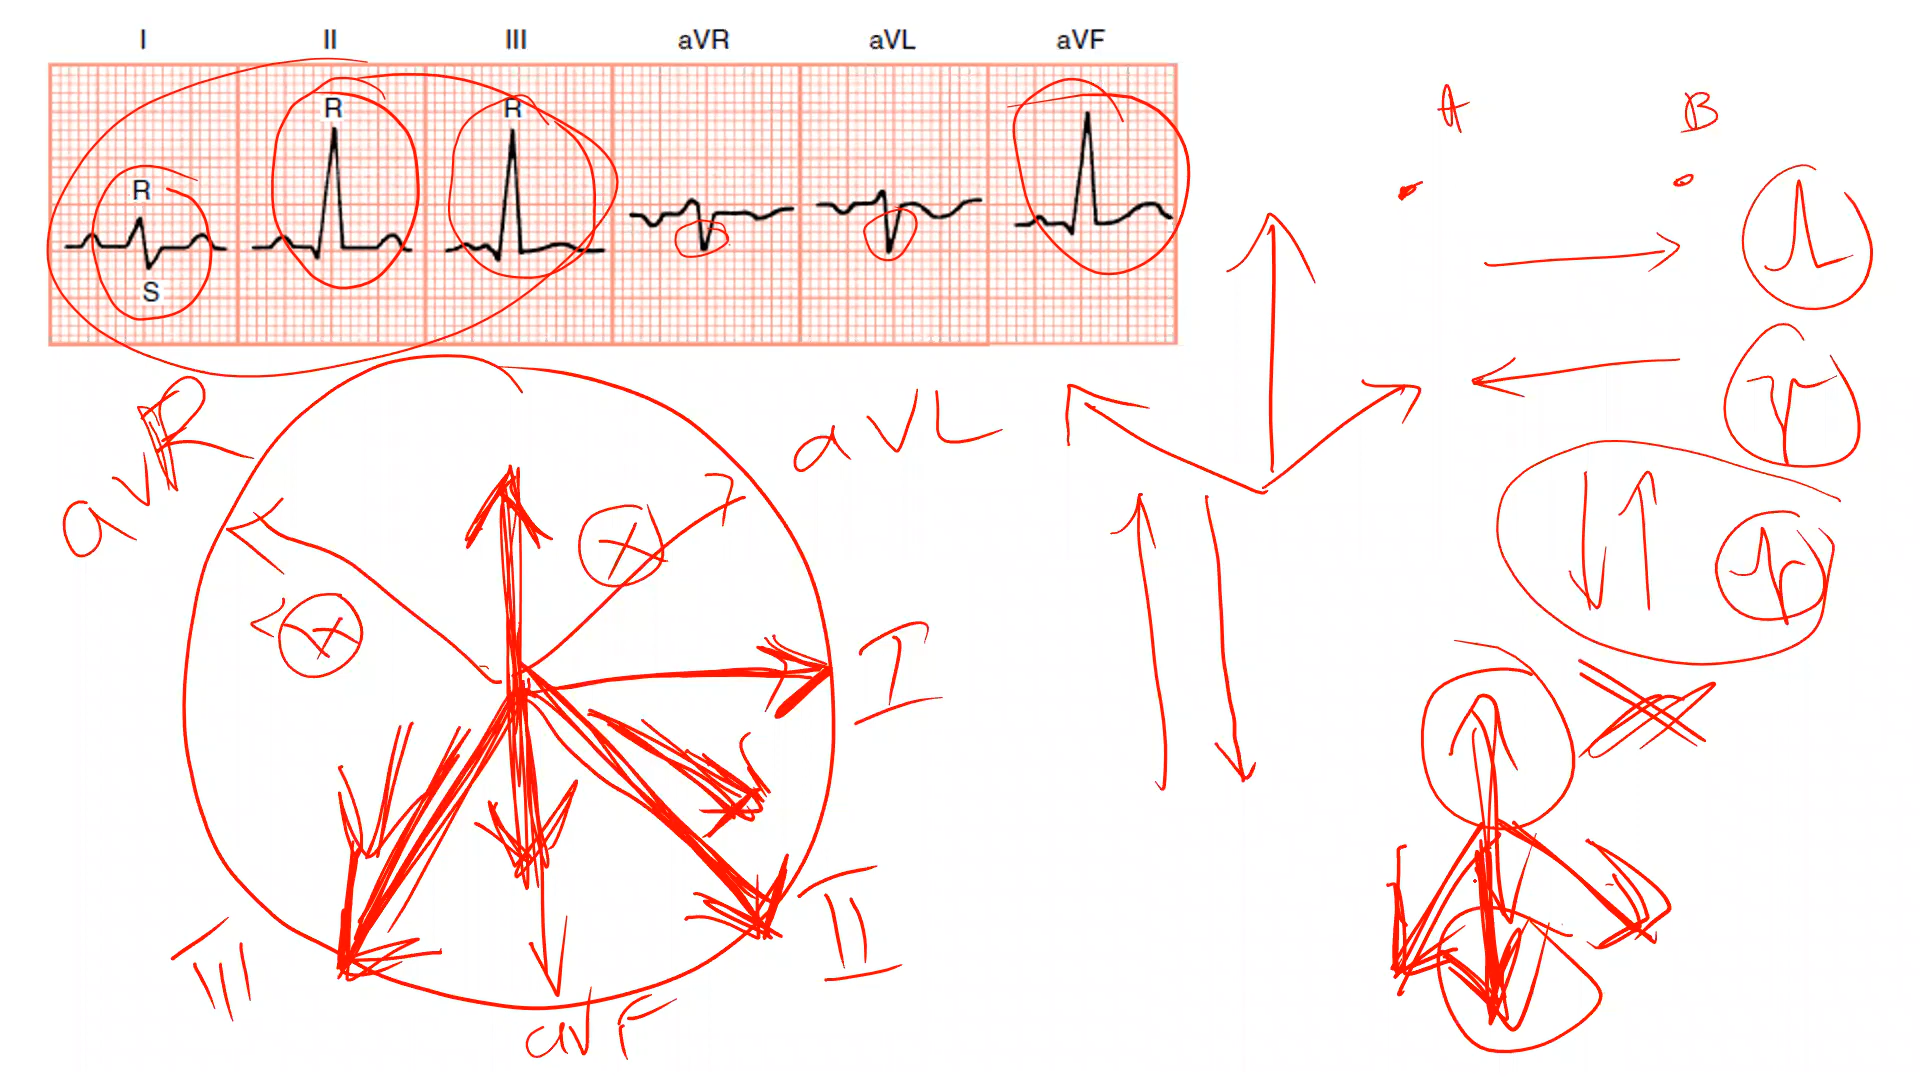 I II III aVR aVL aVF
A B
R R
R
S
aVR
aVL
I
II
III
aVF